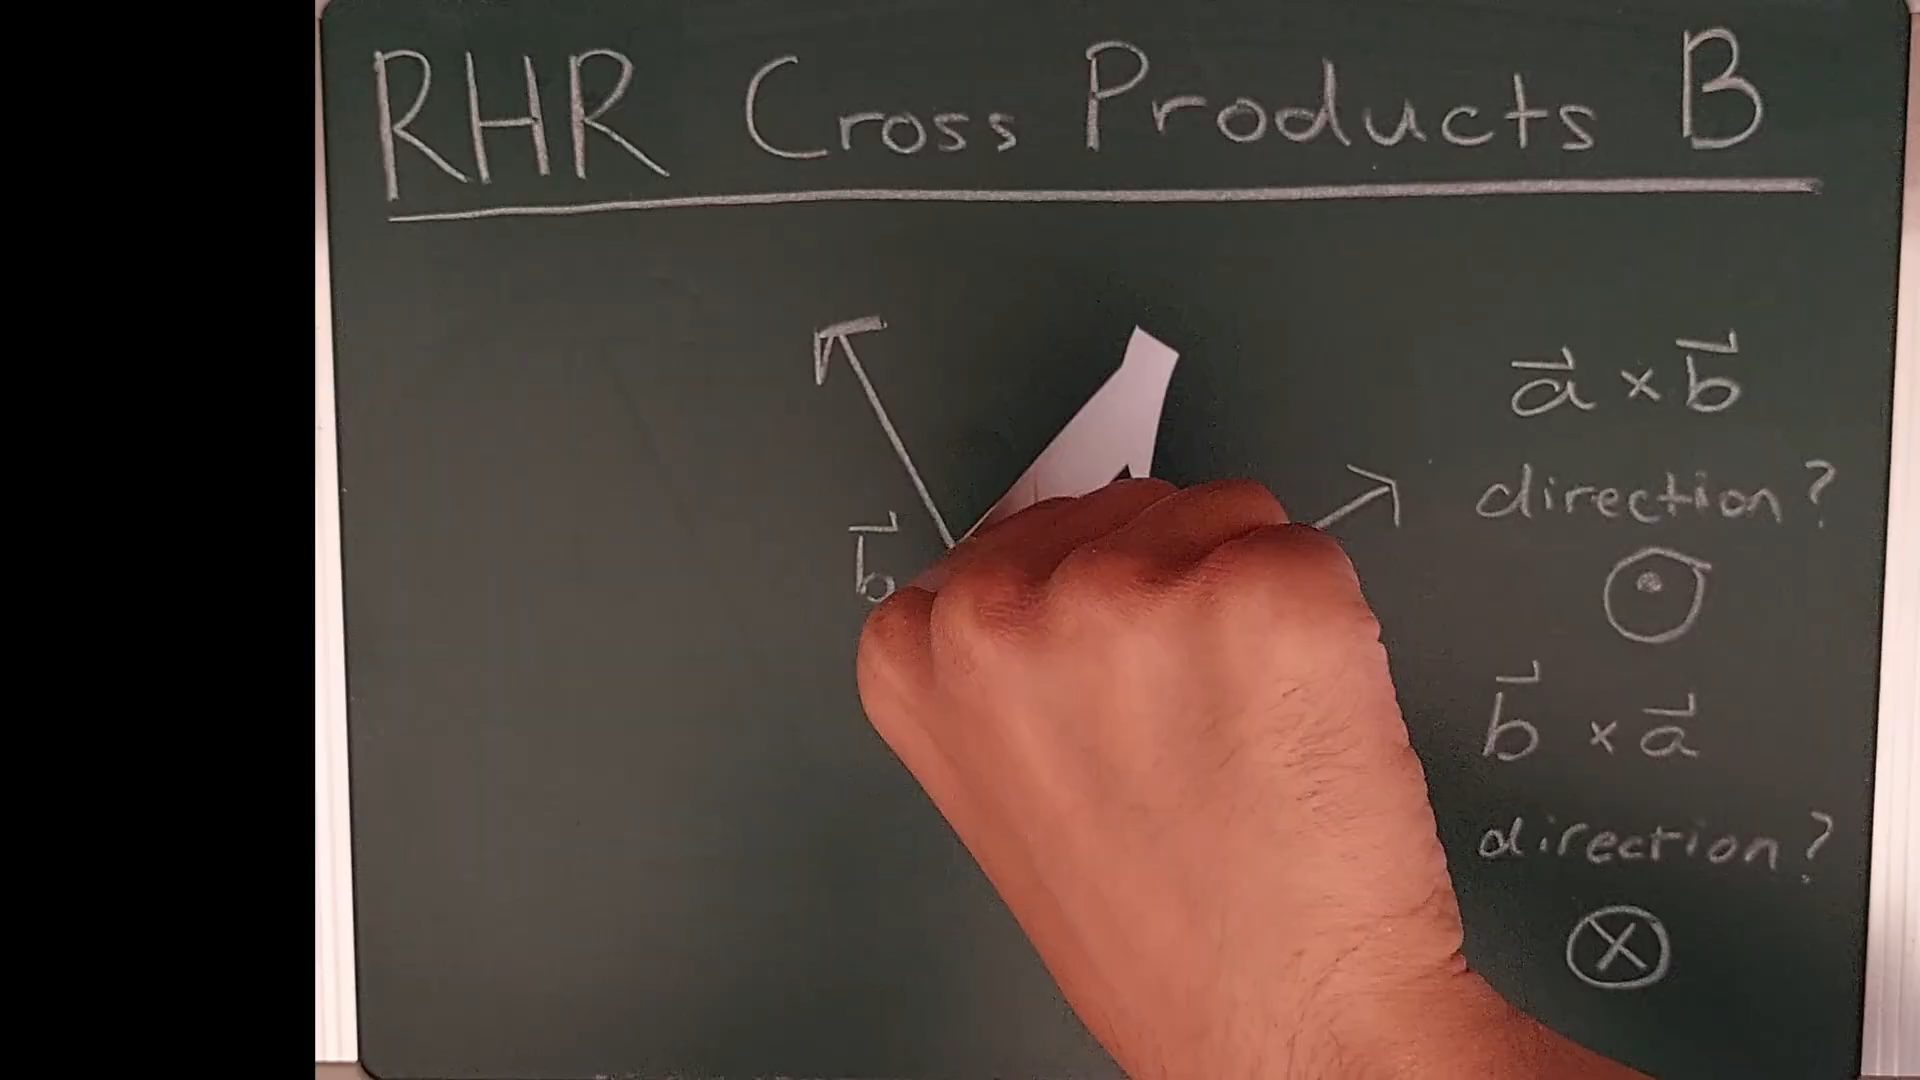 RHR Cross Products B
a⃗ × b⃗
direction?
b⃗
b⃗ × a⃗
direction?